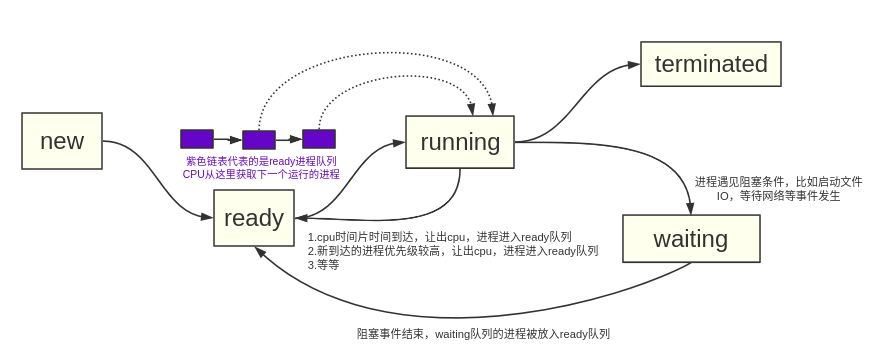 terminated
new
running
紫色链表代表的是ready进程队列
CPU从这里获取下一个运行的进程
进程遇见阻塞条件，比如启动文件
IO，等待网络等事件发生
ready
1.cpu时间片时间到达，让出cpu，进程进入ready队列
2.新到达的进程优先级较高，让出cpu，进程进入ready队列
3.等等
waiting
阻塞事件结束，waiting队列的进程被放入ready队列